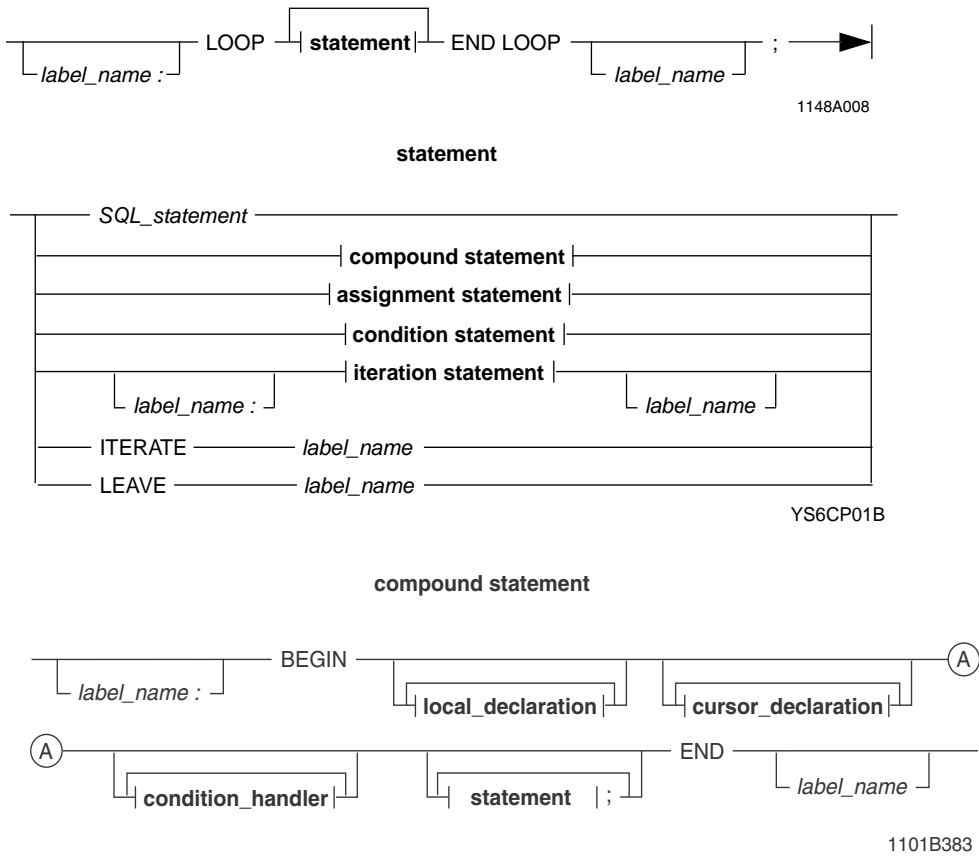 LOOP statement END LOOP ;
label_name : label_name
1148A008
statement
SQL_statement
compound statement
assignment statement
condition statement
iteration statement
label_name : label_name
ITERATE label_name
LEAVE label_name
YS6CP01B
compound statement
BEGIN A
label_name : local_declaration cursor_declaration
A END
condition_handler statement ; label_name
1101B383